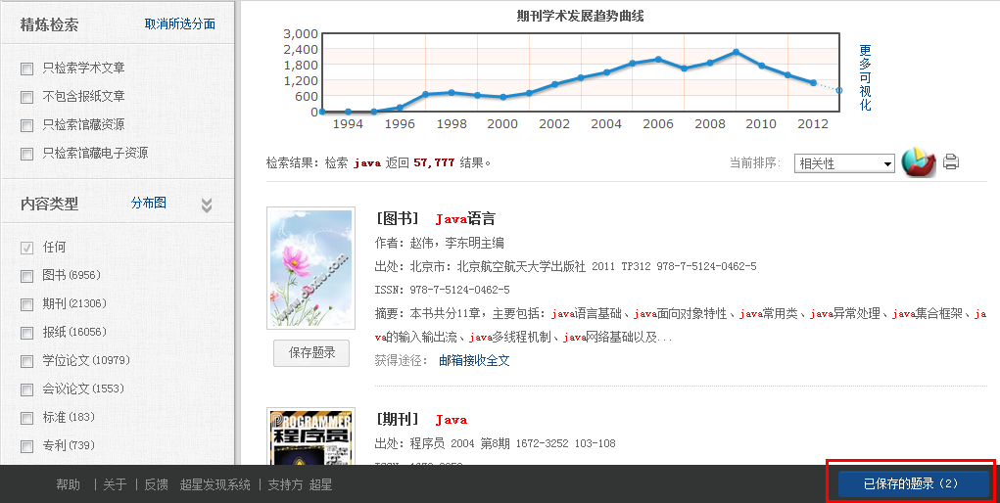 精炼检索 取消所选分面
只检索学术文章
不包含报纸文章
只检索馆藏资源
只检索馆藏电子资源
内容类型 分布图
任何
图书(6956)
期刊(21306)
报纸(16056)
学位论文(10979)
会议论文(1553)
标准(183)
专利(739)
期刊学术发展趋势曲线
3,000
2,400
1,800
1,200
600
0
1994 1996 1998 2000 2002 2004 2006 2008 2010 2012
更多可视化
检索结果: 检索 java 返回 57,777 结果。
当前排序: 相关性
[图书] Java语言
作者: 赵伟, 李东明主编
出处: 北京市: 北京航空航天大学出版社 2011 TP312 978-7-5124-0462-5
ISSN: 978-7-5124-0462-5
摘要: 本书共分11章, 主要包括: java语言基础、java面向对象特性、java常用类、java异常处理、java集合框架、ja
va的输入输出流、java多线程机制、java网络基础以及...
获得途径: 邮箱接收全文
保存题录
PROGRAMMER
程序员
[期刊] Java
出处: 程序员 2004 第8期 1672-3252 103-108
帮助 | 关于 | 反馈 超星发现系统 | 支持方 超星
已保存的题录(2)